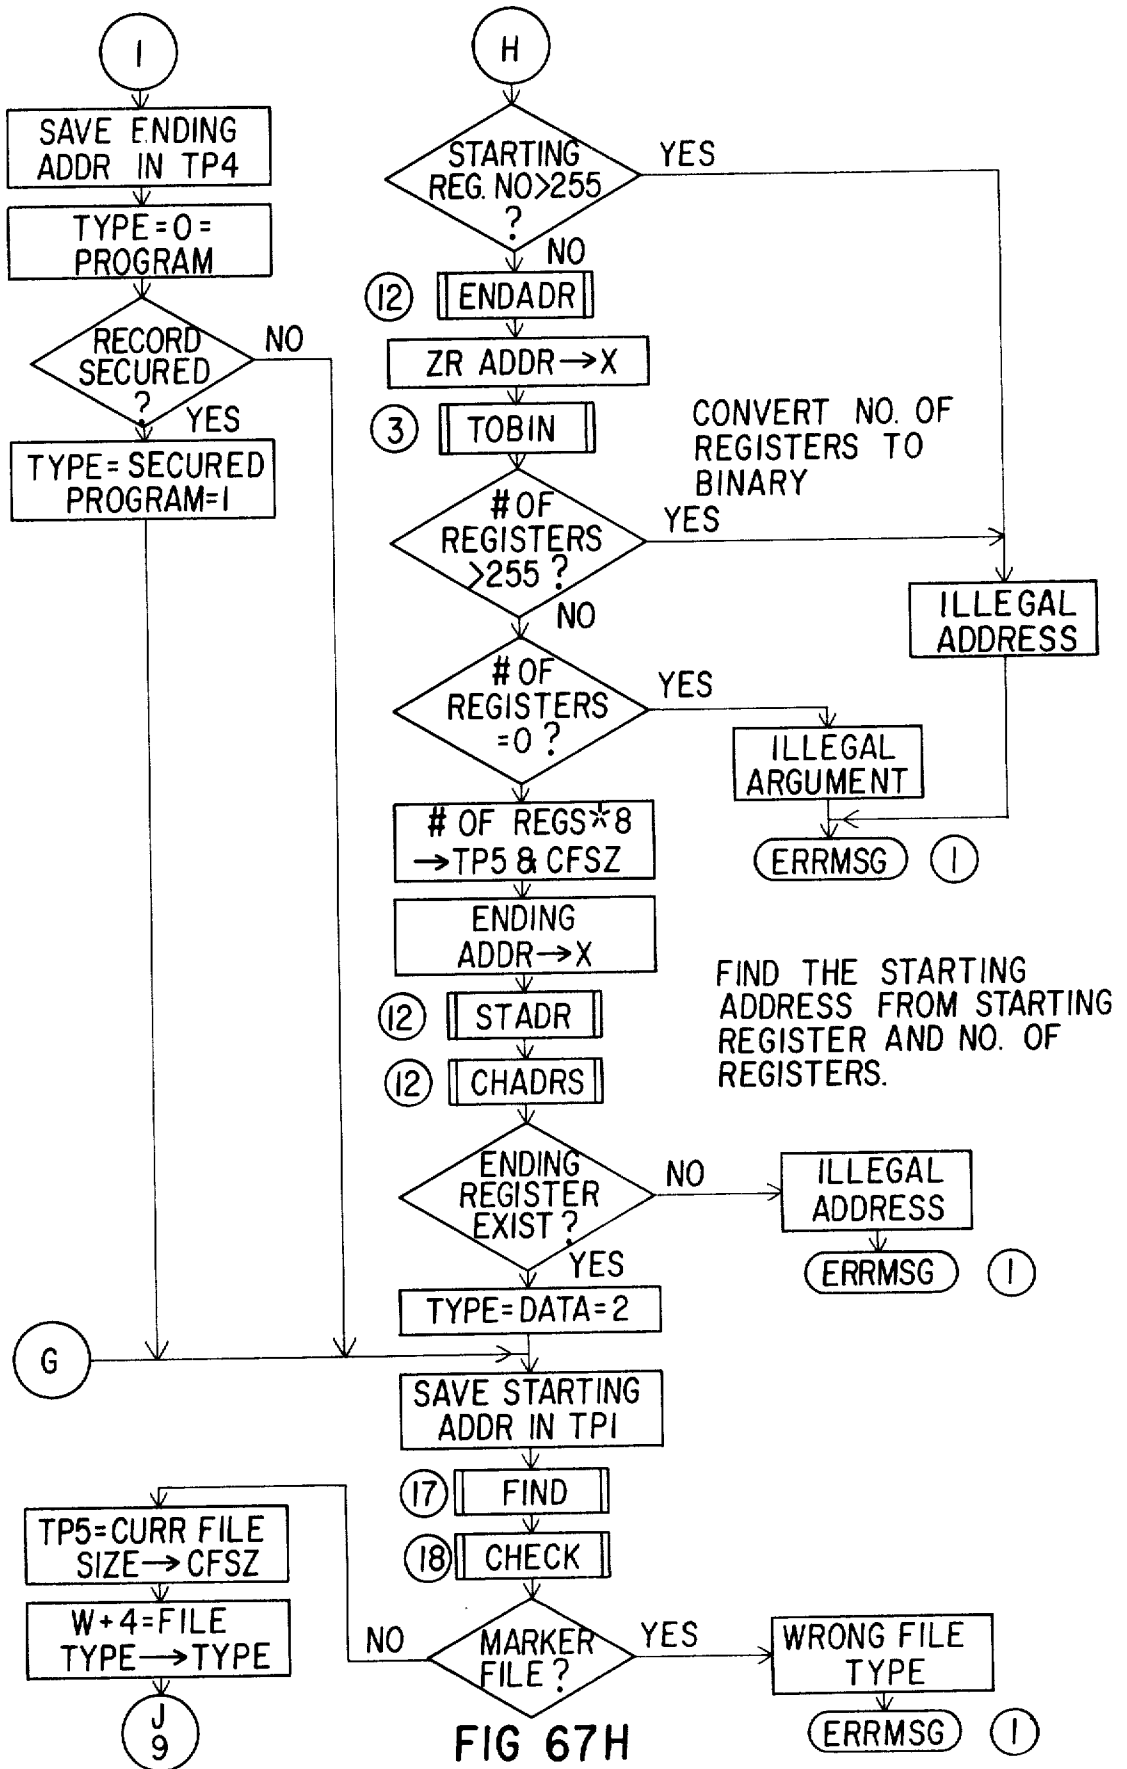 I
SAVE ENDING
ADDR IN TP4
TYPE=0=
PROGRAM
RECORD
SECURED
?
NO
YES
TYPE=SECURED
PROGRAM=1
G
H
STARTING
REG. NO>255
?
YES
NO
12
ENDADR
ZR ADDR→X
3
TOBIN
CONVERT NO. OF
REGISTERS TO
BINARY
# OF
REGISTERS
>255 ?
YES
NO
ILLEGAL
ADDRESS
# OF
REGISTERS
=0 ?
YES
ILLEGAL
ARGUMENT
ERRMSG
1
# OF REGS*8
→TP5 & CFSZ
ENDING
ADDR→X
12
STADR
FIND THE STARTING
ADDRESS FROM STARTING
REGISTER AND NO. OF
REGISTERS.
12
CHADRS
ENDING
REGISTER
EXIST ?
NO
ILLEGAL
ADDRESS
ERRMSG
1
YES
TYPE=DATA=2
SAVE STARTING
ADDR IN TP1
17
FIND
18
CHECK
MARKER
FILE ?
YES
WRONG FILE
TYPE
ERRMSG
1
NO
TP5=CURR FILE
SIZE→CFSZ
W+4=FILE
TYPE→TYPE
J
9
FIG 67H